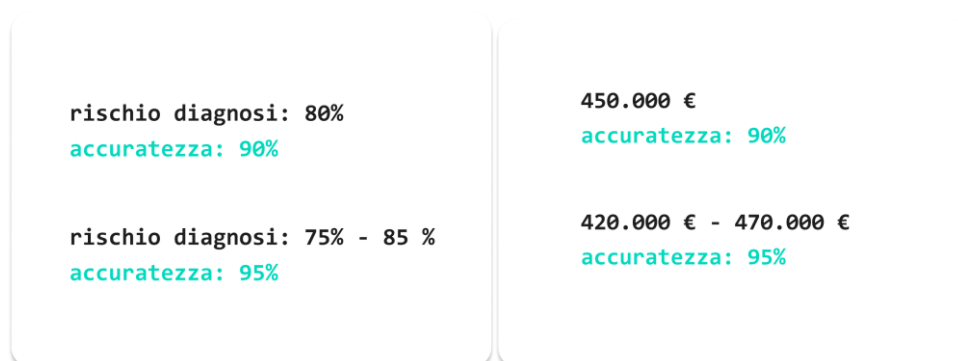 rischio diagnosi: 80%
accuratezza: 90%
rischio diagnosi: 75% - 85 %
accuratezza: 95%
450.000 €
accuratezza: 90%
420.000 € - 470.000 €
accuratezza: 95%